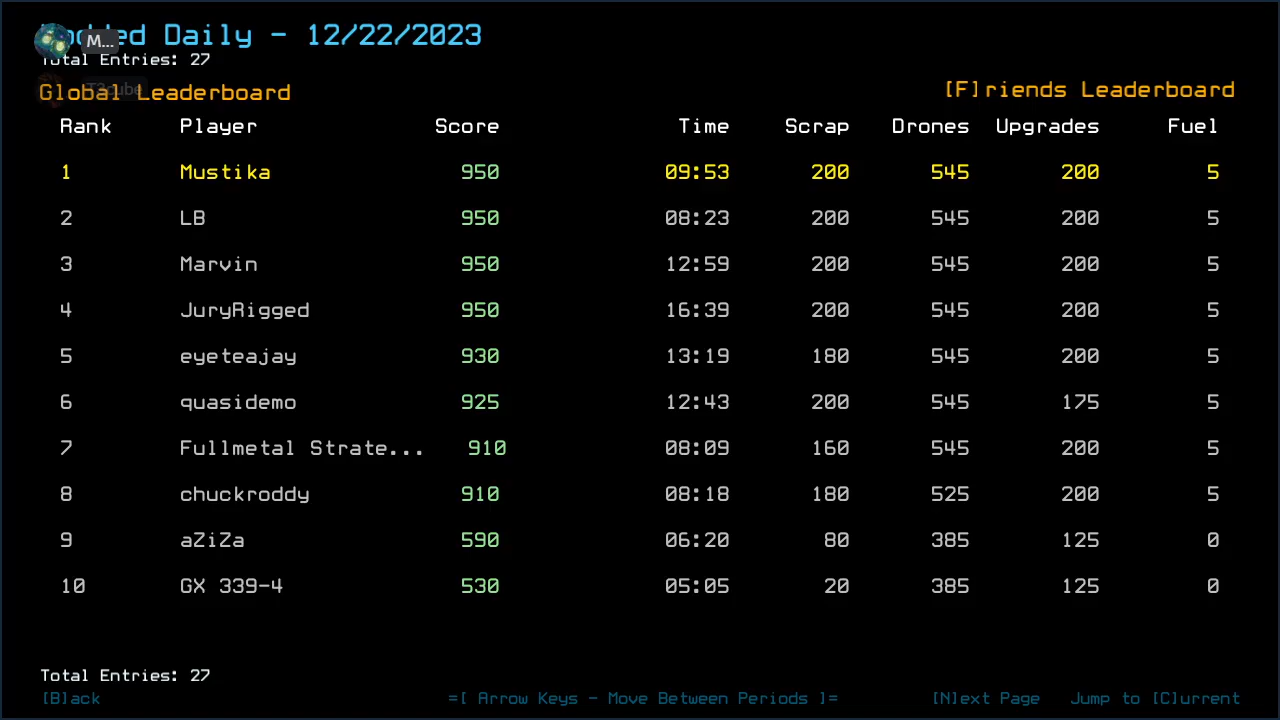 Modded Daily - 12/22/2023
M...
Total Entries: 27
T3cube
Global Leaderboard [F]riends Leaderboard
Rank Player Score Time Scrap Drones Upgrades Fuel
1 Mustika 950 09:53 200 545 200 5
2 LB 950 08:23 200 545 200 5
3 Marvin 950 12:59 200 545 200 5
4 JuryRigged 950 16:39 200 545 200 5
5 eyeteajay 930 13:19 180 545 200 5
6 quasidemo 925 12:43 200 545 175 5
7 Fullmetal Strate... 910 08:09 160 545 200 5
8 chuckroddy 910 08:18 180 525 200 5
9 aZiZa 590 06:20 80 385 125 0
10 GX 339-4 530 05:05 20 385 125 0
Total Entries: 27
[B]ack =[ Arrow Keys - Move Between Periods ]= [N]ext Page Jump to [C]urrent